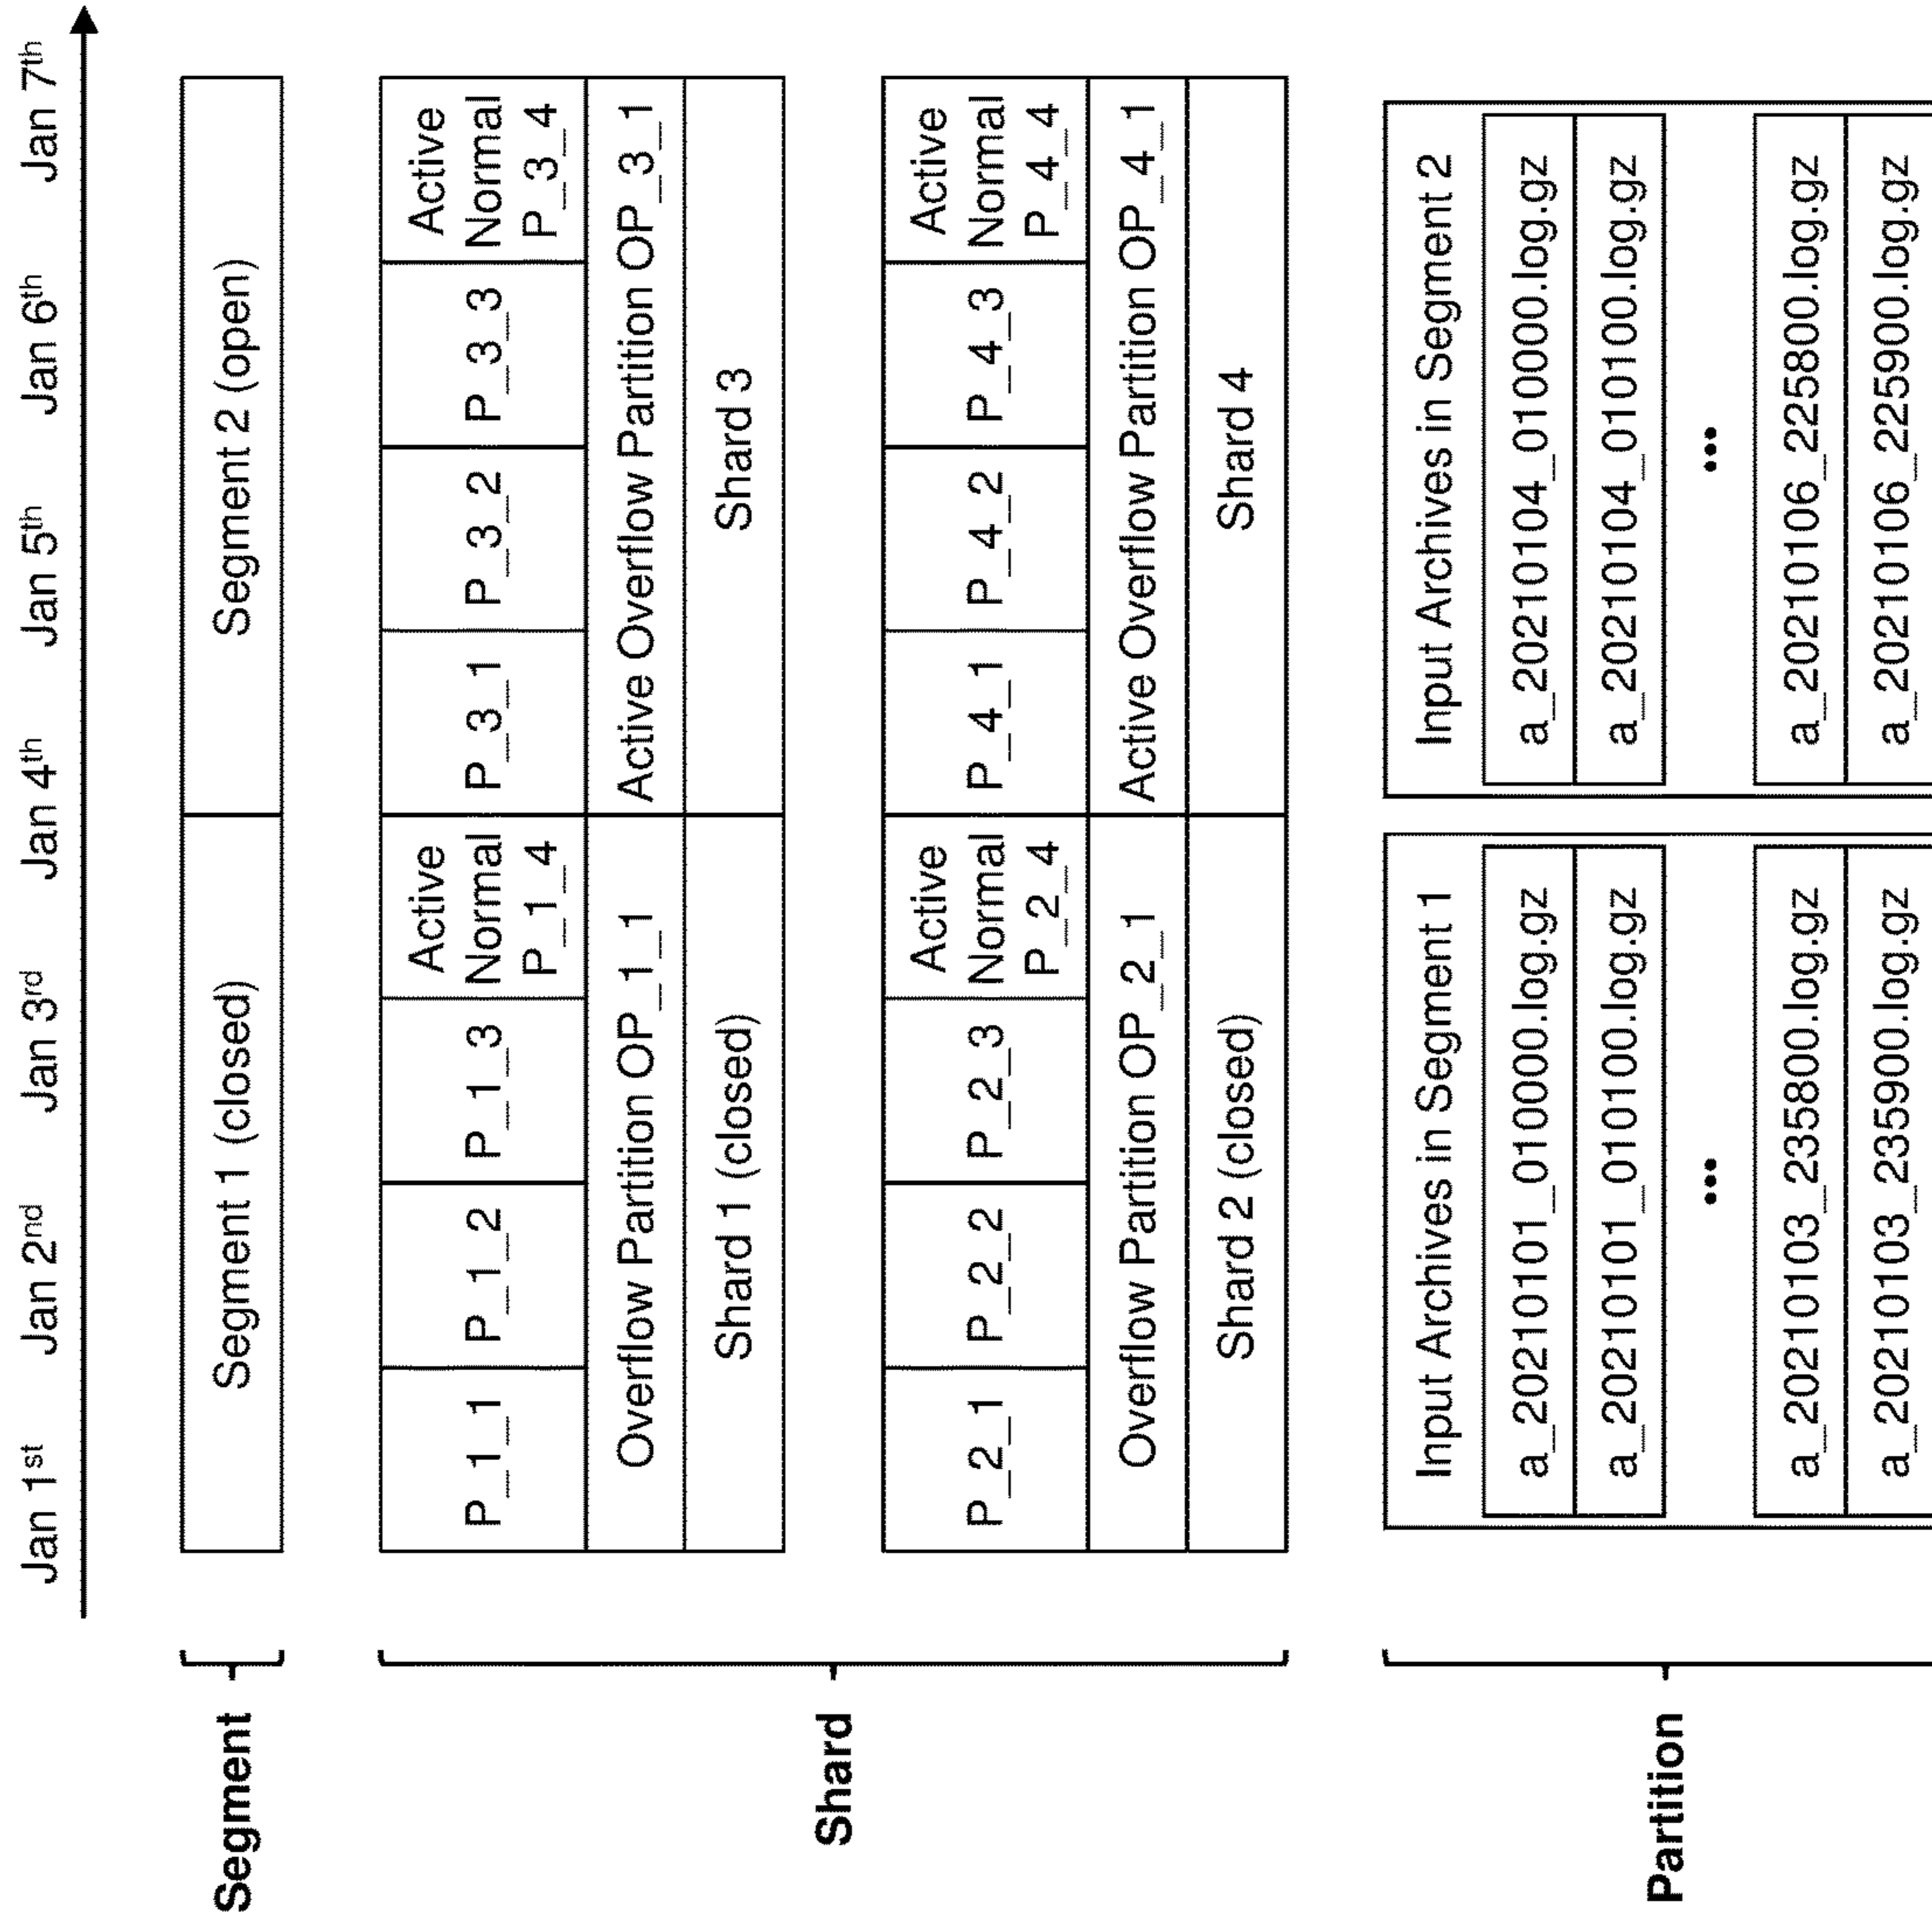 Jan 1st Jan 2nd Jan 3rd Jan 4th Jan 5th Jan 6th Jan 7th
Segment
Segment 1 (closed)
Segment 2 (open)
Shard
P_1_1
P_1_2
P_1_3
Active
Normal
P_1_4
P_3_1
P_3_2
P_3_3
Active
Normal
P_3_4
Overflow Partition OP_1_1
Active Overflow Partition OP_3_1
Shard 1 (closed)
Shard 3
P_2_1
P_2_2
P_2_3
Active
Normal
P_2_4
P_4_1
P_4_2
P_4_3
Active
Normal
P_4_4
Overflow Partition OP_2_1
Active Overflow Partition OP_4_1
Shard 2 (closed)
Shard 4
Partition
Input Archives in Segment 1
a_20210101_010000.log.gz
a_20210101_010100.log.gz
•••
a_20210103_235800.log.gz
a_20210103_235900.log.gz
Input Archives in Segment 2
a_20210104_010000.log.gz
a_20210104_010100.log.gz
•••
a_20210106_225800.log.gz
a_20210106_225900.log.gz